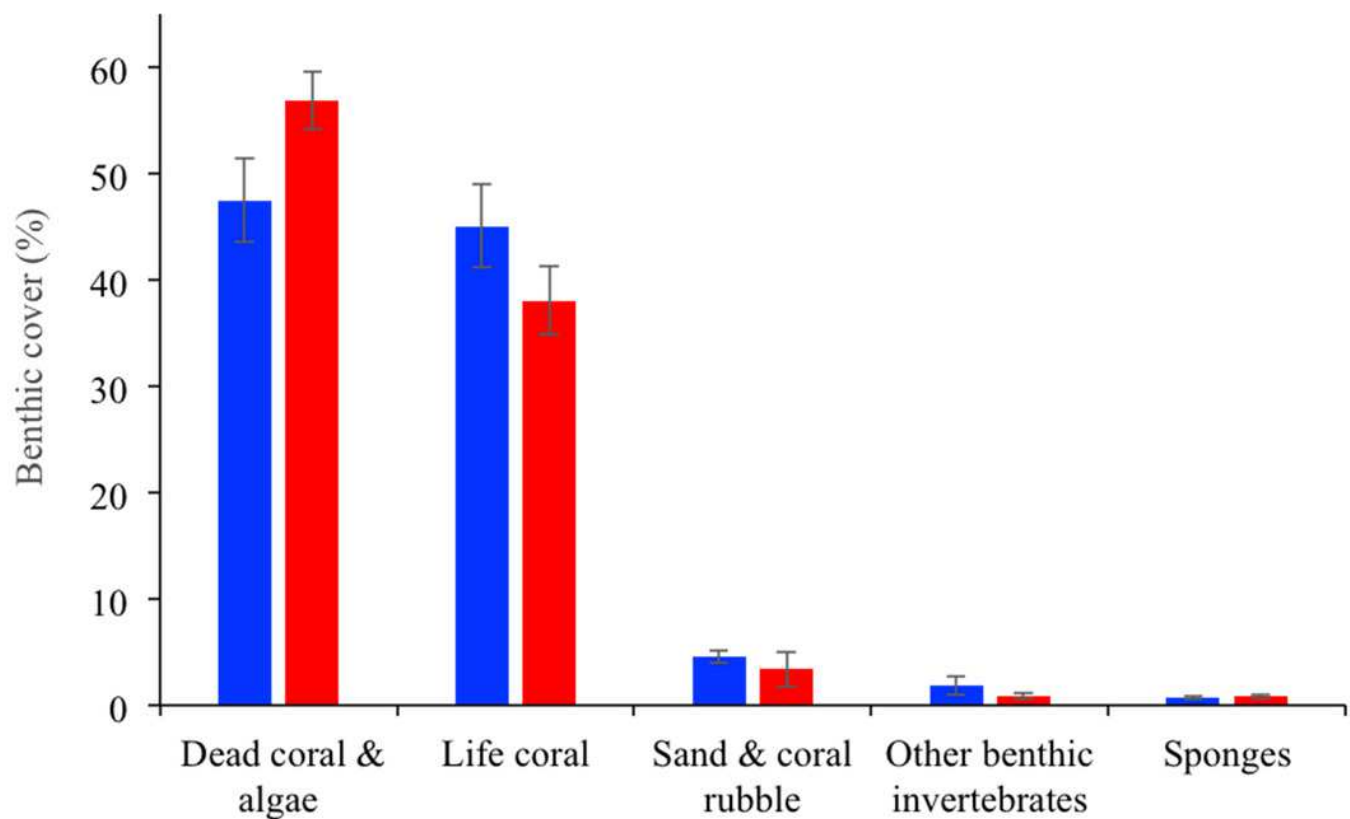 Benthic cover (%)
60
50
40
30
20
10
0
Dead coral &
algae
Life coral
Sand & coral
rubble
Other benthic
invertebrates
Sponges